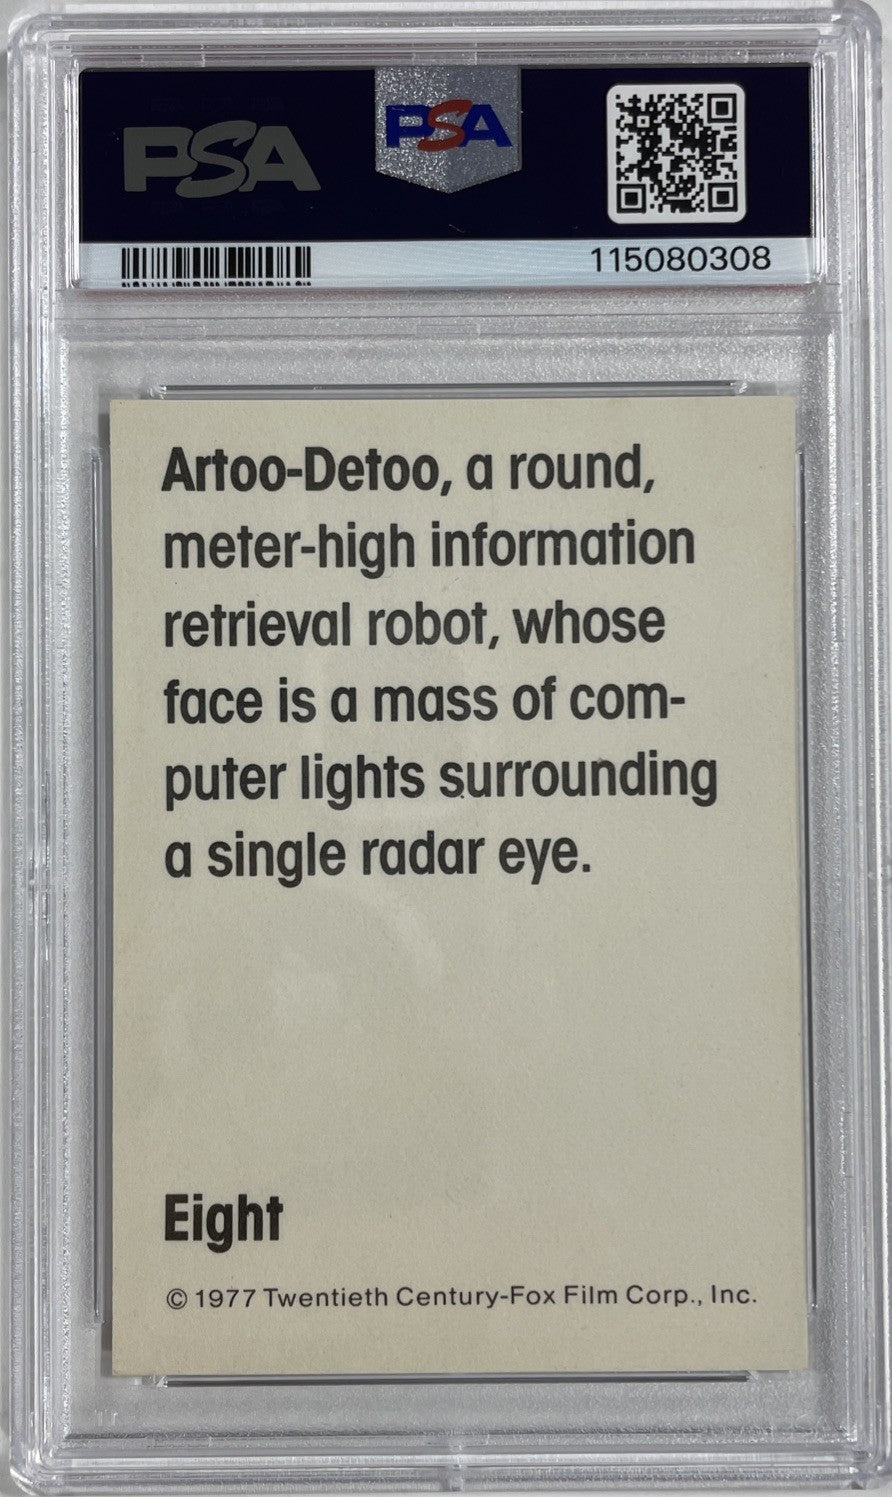 PSA
PSA
115080308
Artoo-Detoo, a round,
meter-high information
retrieval robot, whose
face is a mass of com-
puter lights surrounding
a single radar eye.
Eight
© 1977 Twentieth Century-Fox Film Corp., Inc.